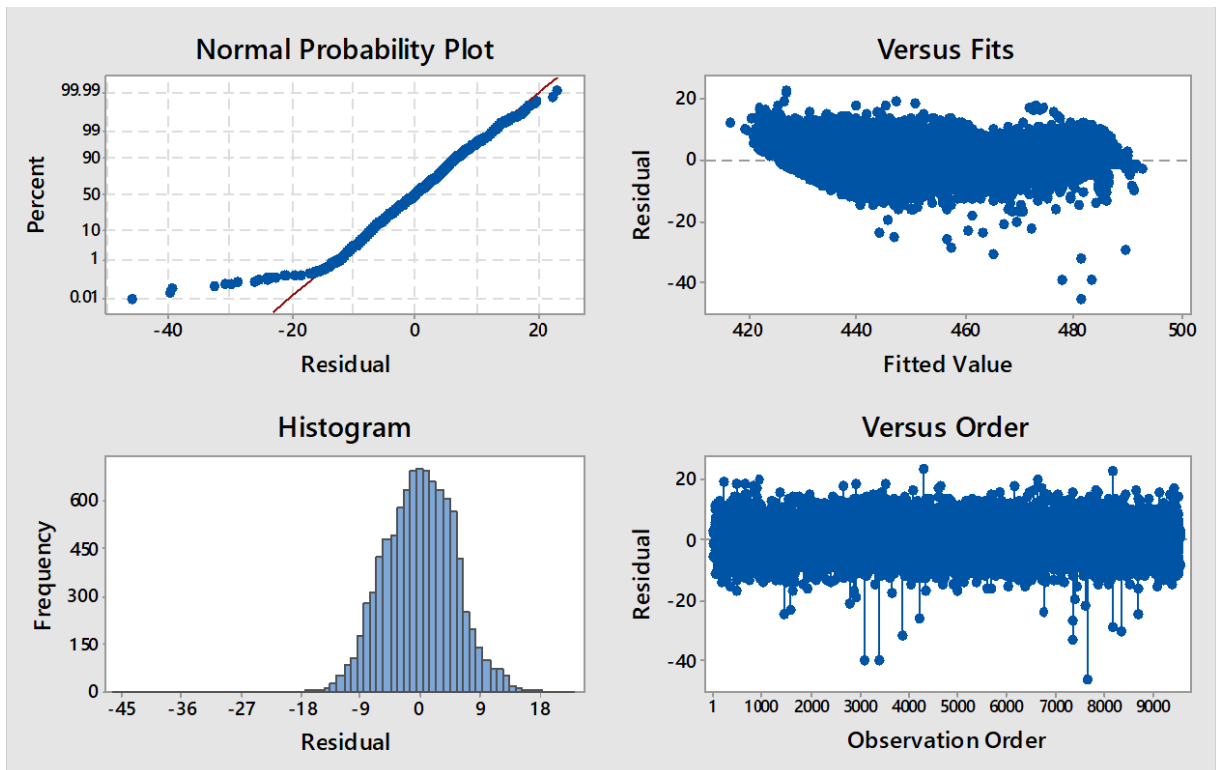 Normal Probability Plot
99.99
99
90
50
10
1
0.01
Percent
-40 -20 0 20
Residual
Versus Fits
20
0
-20
-40
Residual
420 440 460 480 500
Fitted Value
Histogram
600
450
300
150
0
Frequency
-45 -36 -27 -18 -9 0 9 18
Residual
Versus Order
20
0
-20
-40
Residual
1 1000 2000 3000 4000 5000 6000 7000 8000 9000
Observation Order